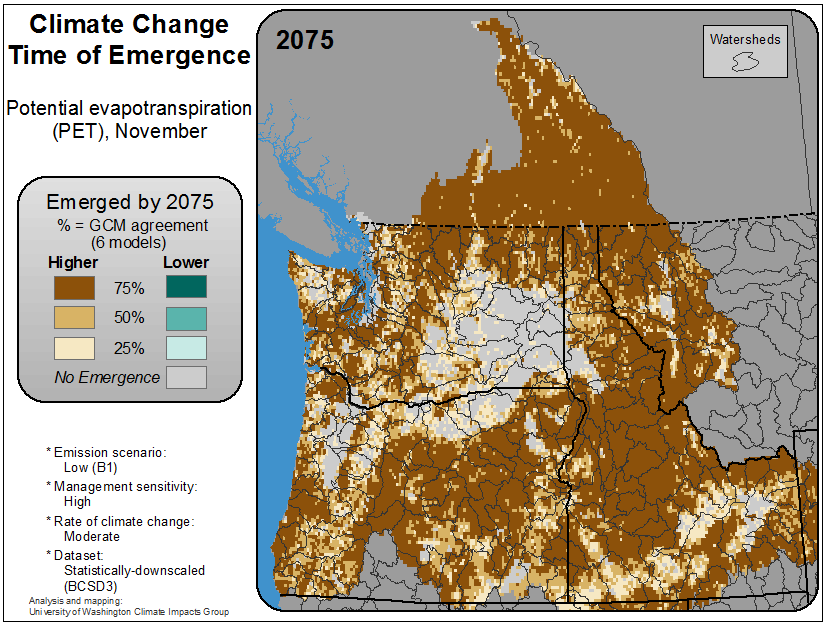 Climate Change
Time of Emergence
Potential evapotranspiration
(PET), November
Emerged by 2075
% = GCM agreement
(6 models)
Higher Lower
75%
50%
25%
No Emergence
* Emission scenario:
Low (B1)
* Management sensitivity:
High
* Rate of climate change:
Moderate
* Dataset:
Statistically-downscaled
(BCSD3)
Analysis and mapping:
University of Washington Climate Impacts Group
2075
Watersheds